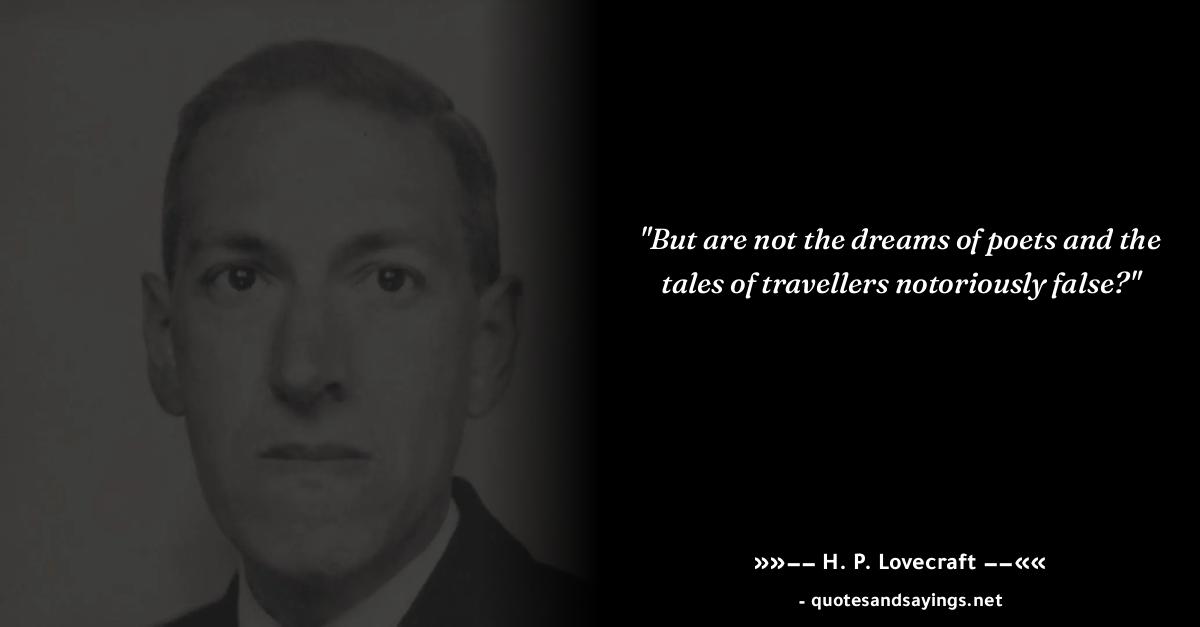 "But are not the dreams of poets and the
tales of travellers notoriously false?"
»»−− H. P. Lovecraft −−««
- quotesandsayings.net